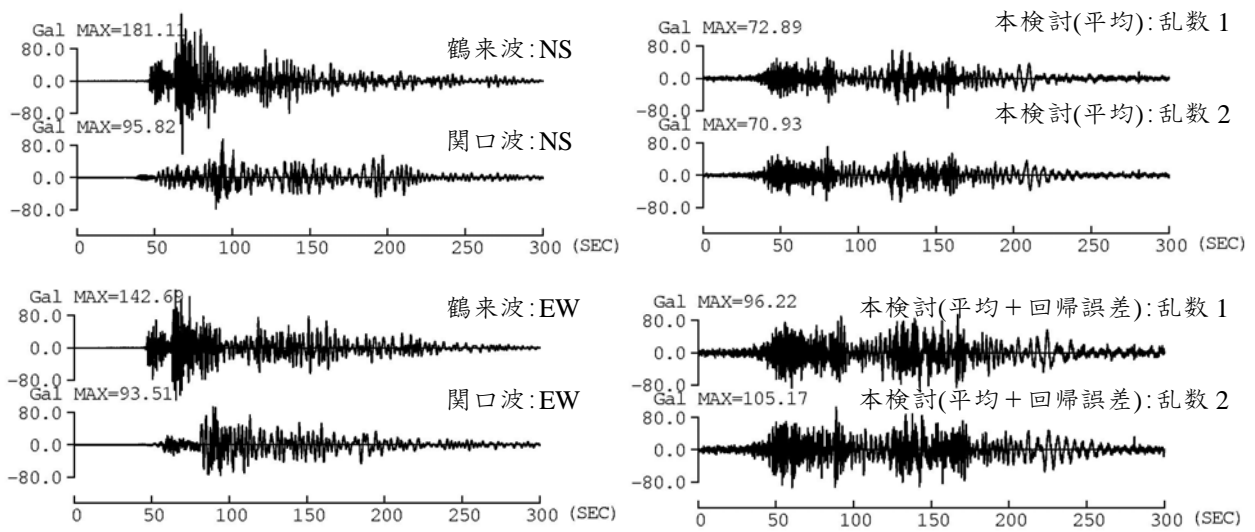 Gal MAX=181.11
鶴来波:NS
80.0
0.0
-80.0
Gal MAX=95.82
関口波:NS
80.0
0.0
-80.0
0 50 100 150 200 250 300 (SEC)
Gal MAX=142.69
鶴来波:EW
80.0
0.0
-80.0
Gal MAX=93.51
関口波:EW
80.0
0.0
-80.0
0 50 100 150 200 250 300 (SEC)
本検討(平均):乱数 1
Gal MAX=72.89
80.0
0.0
-80.0
本検討(平均):乱数 2
Gal MAX=70.93
80.0
0.0
-80.0
0 50 100 150 200 250 300 (SEC)
Gal MAX=96.22
本検討(平均+回帰誤差):乱数 1
80.0
0.0
-80.0
Gal MAX=105.17
本検討(平均+回帰誤差):乱数 2
80.0
0.0
-80.0
0 50 100 150 200 250 300 (SEC)